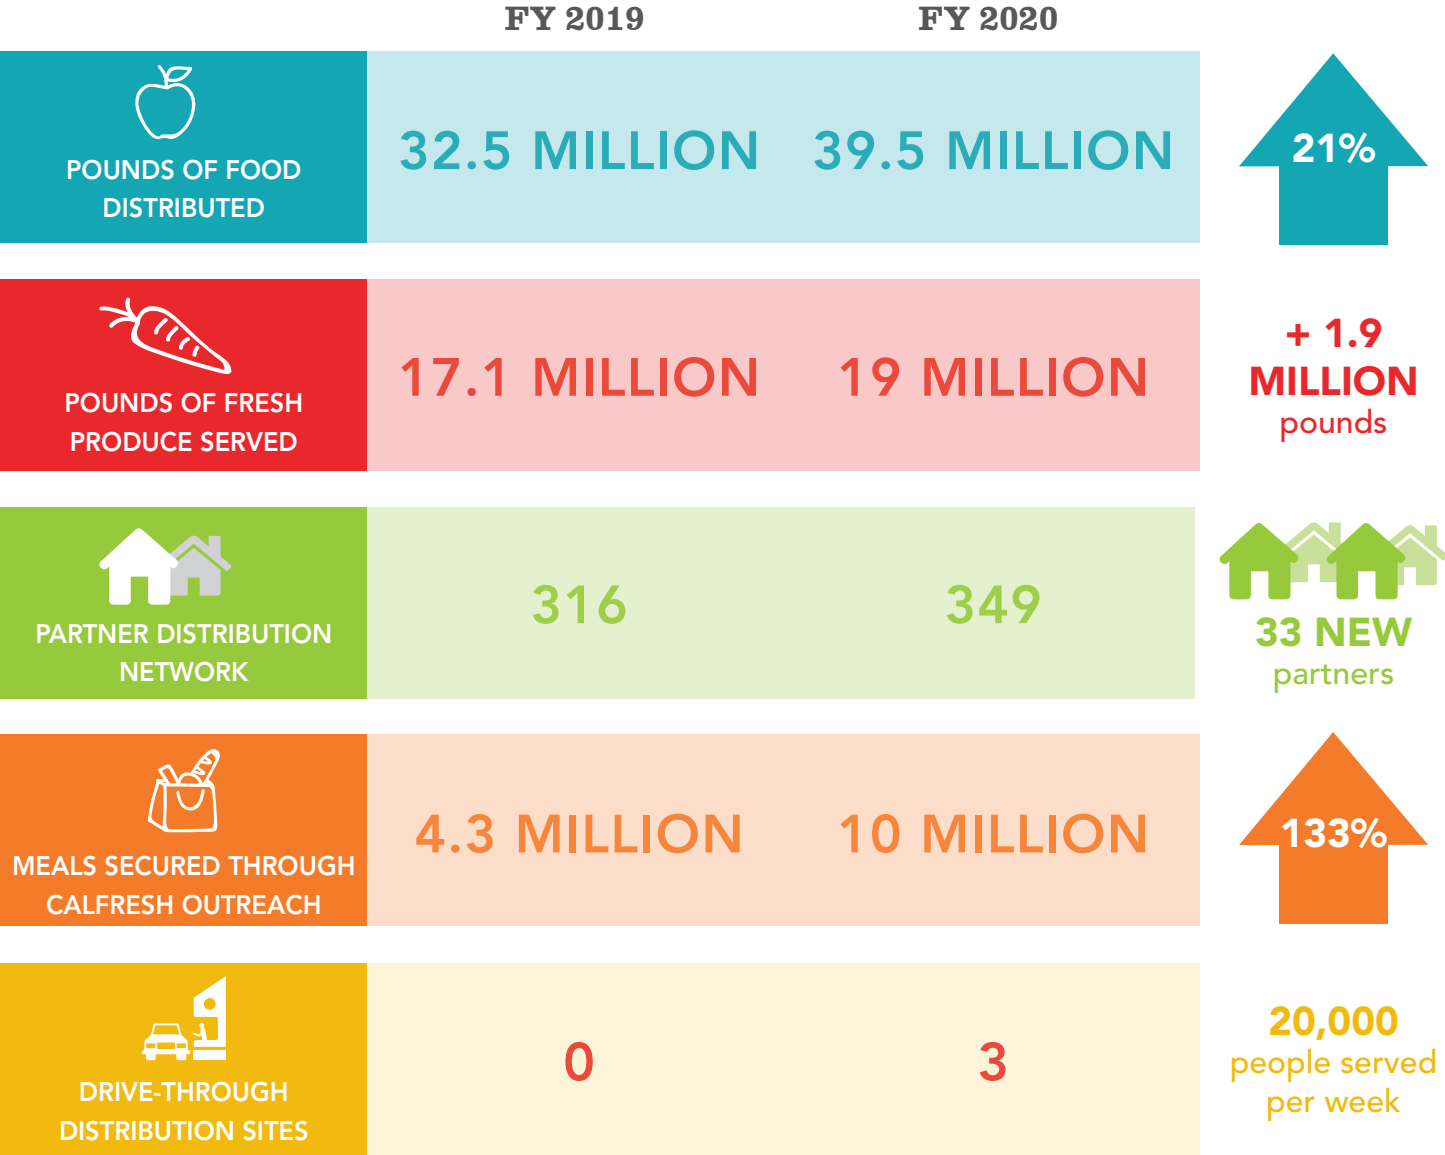 FY 2019 FY 2020
POUNDS OF FOOD
DISTRIBUTED
32.5 MILLION 39.5 MILLION
21%
POUNDS OF FRESH
PRODUCE SERVED
17.1 MILLION 19 MILLION
+ 1.9
MILLION
pounds
PARTNER DISTRIBUTION
NETWORK
316 349
33 NEW
partners
MEALS SECURED THROUGH
CALFRESH OUTREACH
4.3 MILLION 10 MILLION
133%
DRIVE-THROUGH
DISTRIBUTION SITES
0 3
20,000
people served
per week